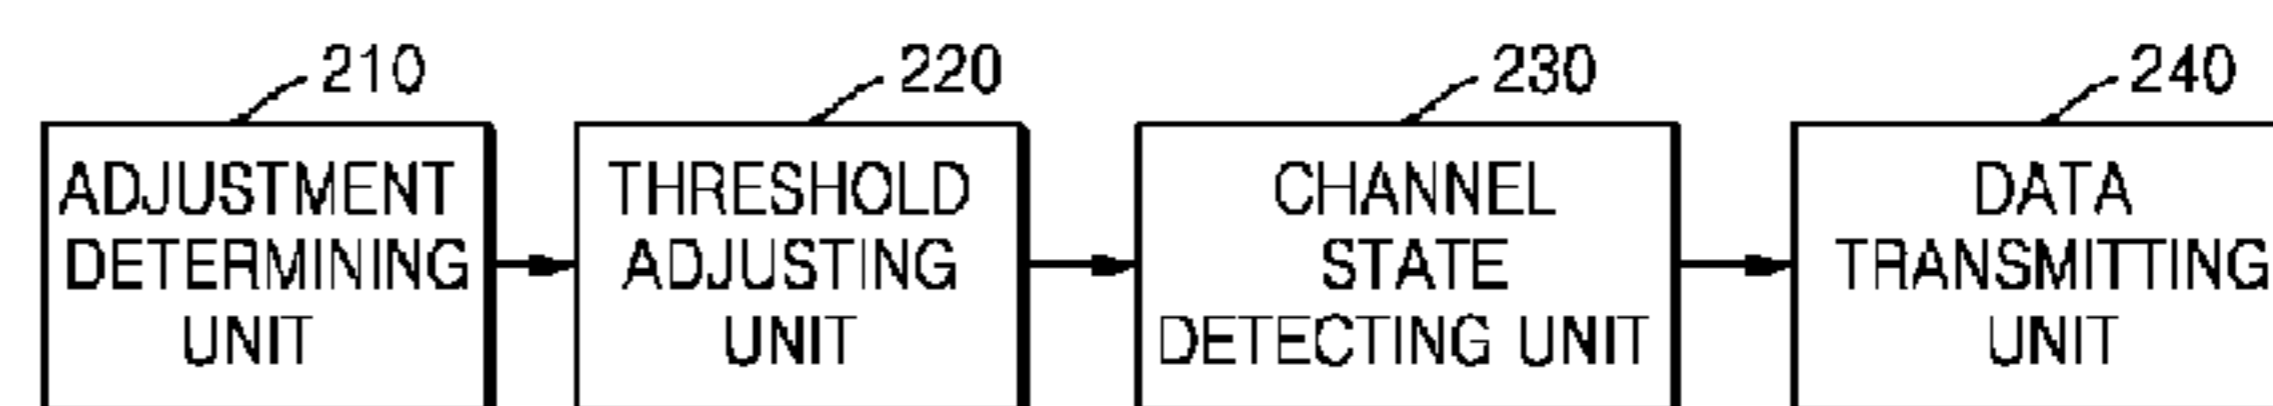 210
220
230
240
ADJUSTMENT
DETERMINING
UNIT
THRESHOLD
ADJUSTING
UNIT
CHANNEL
STATE
DETECTING UNIT
DATA
TRANSMITTING
UNIT